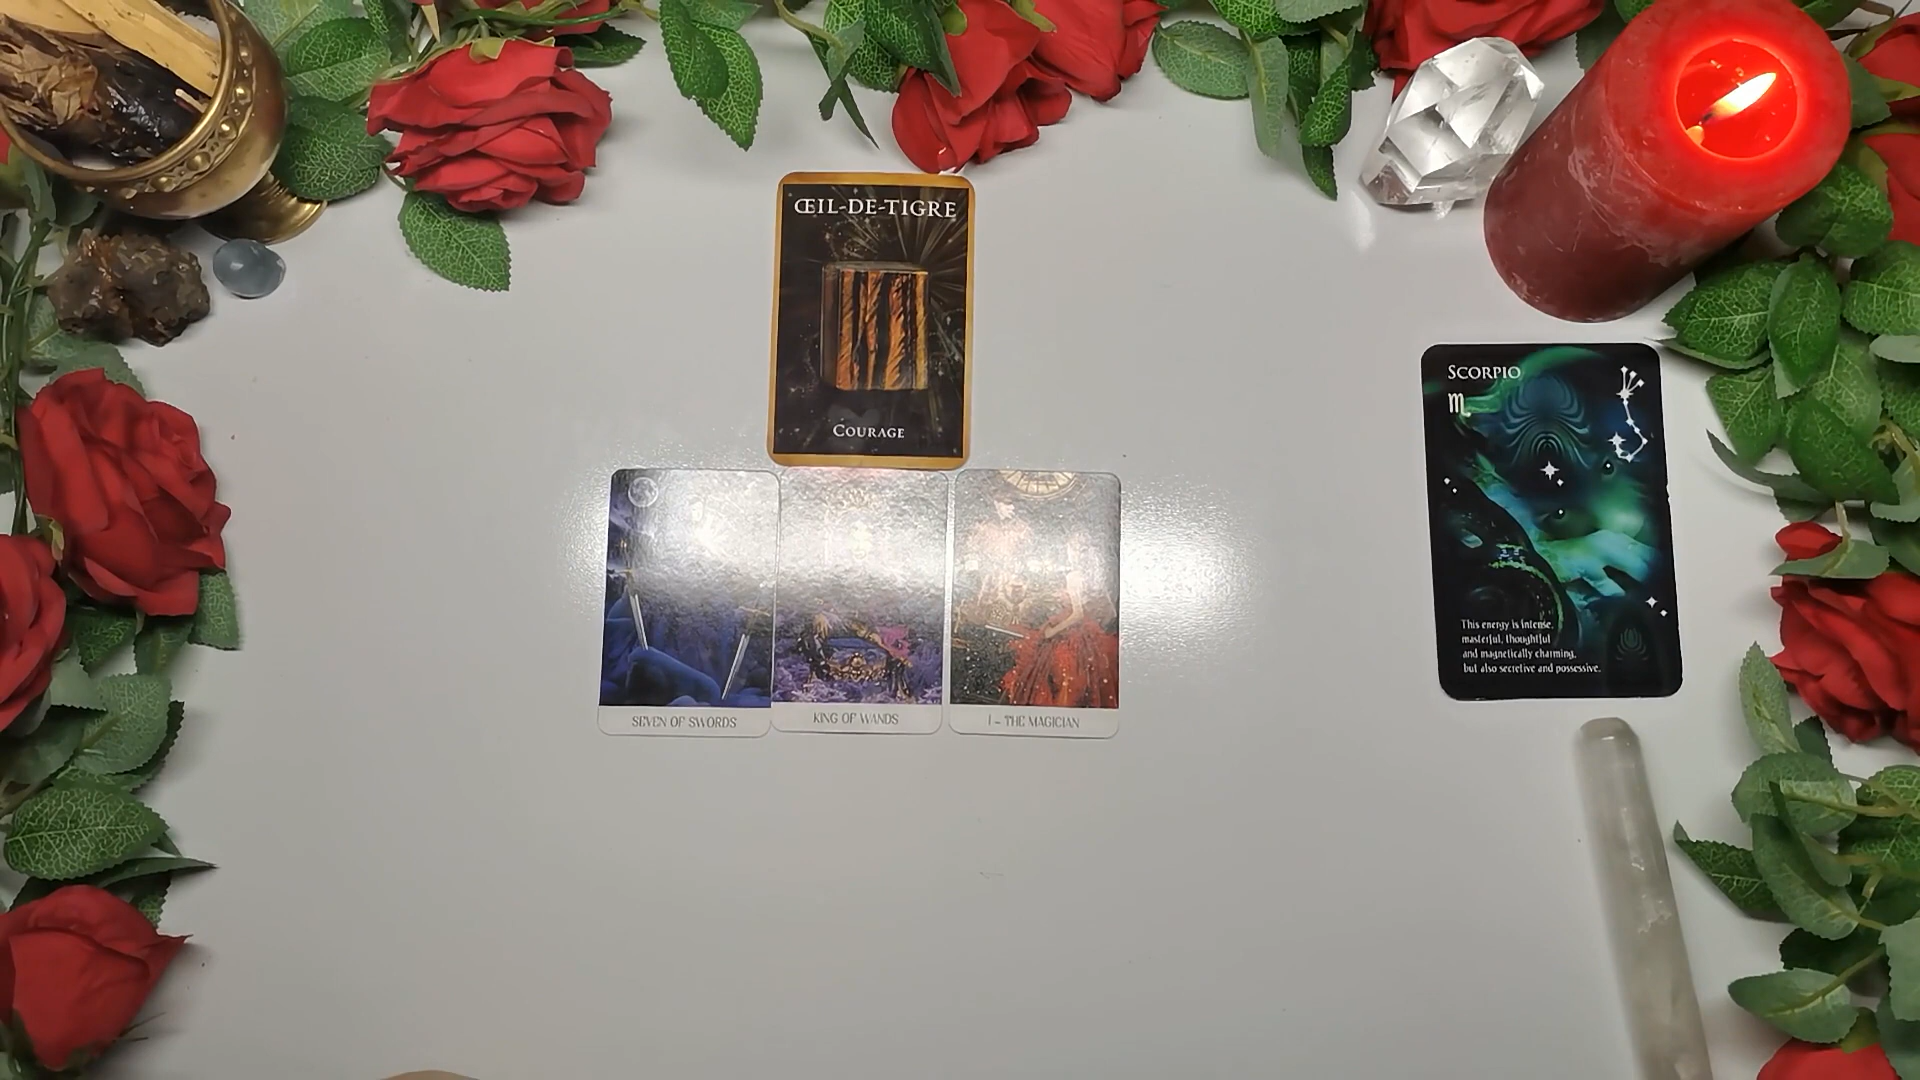 ŒIL-DE-TIGRE
COURAGE
SCORPIO
♏
This energy is intense,
masterful, thoughtful
and magnetically charming,
but also secretive and possessive.
SEVEN OF SWORDS
KING OF WANDS
I - THE MAGICIAN